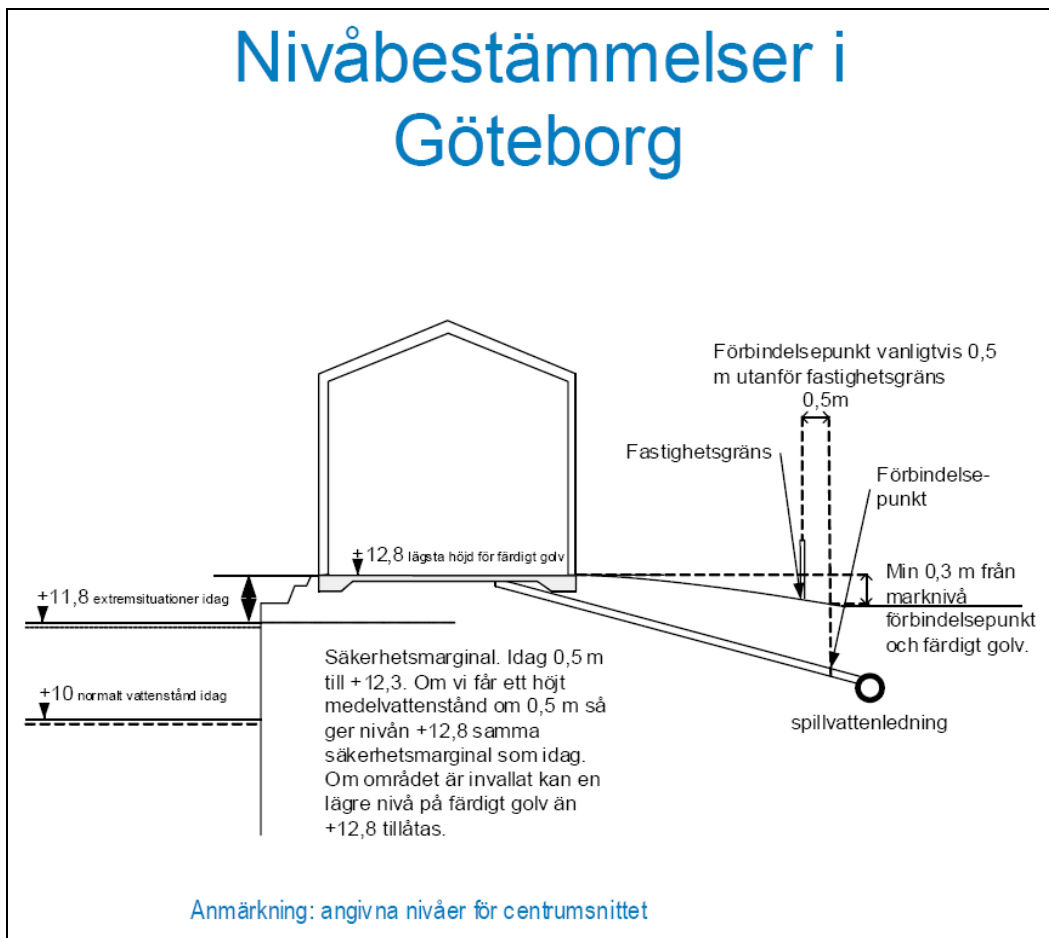 Nivåbestämmelser i
Göteborg
Förbindelsepunkt vanligtvis 0,5
m utanför fastighetsgräns
0,5m
Fastighetsgräns
Förbindelse-
punkt
+12,8 lägsta höjd för färdigt golv
+11,8 extremsituationer idag
Min 0,3 m från
marknivå
förbindelsepunkt
och färdigt golv.
+10 normalt vattenstånd idag
Säkerhetsmarginal. Idag 0,5 m
till +12,3. Om vi får ett höjt
medelvattenstånd om 0,5 m så
ger nivån +12,8 samma
säkerhetsmarginal som idag.
Om området är invallat kan en
lägre nivå på färdigt golv än
+12,8 tillåtas.
spillvattenledning
Anmärkning: angivna nivåer för centrumsnittet